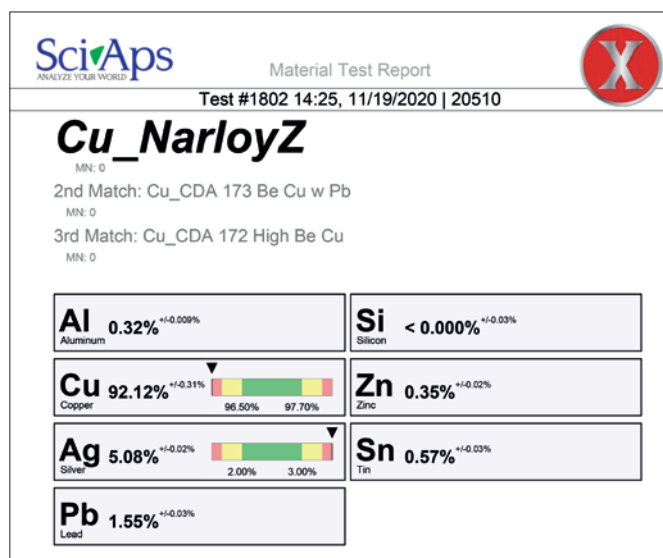 SciAps
ANALYZE YOUR WORLD
Material Test Report
X
Test #1802 14:25, 11/19/2020 | 20510
Cu_NarloyZ
MN: 0
2nd Match: Cu_CDA 173 Be Cu w Pb
MN: 0
3rd Match: Cu_CDA 172 High Be Cu
MN: 0
Al 0.32% +/-0.009%
Aluminum
Si < 0.000% +/-0.03%
Silicon
Cu 92.12% +/-0.31%
Copper
96.50% 97.70%
Zn 0.35% +/-0.02%
Zinc
Ag 5.08% +/-0.02%
Silver
2.00% 3.00%
Sn 0.57% +/-0.03%
Tin
Pb 1.55% +/-0.03%
Lead